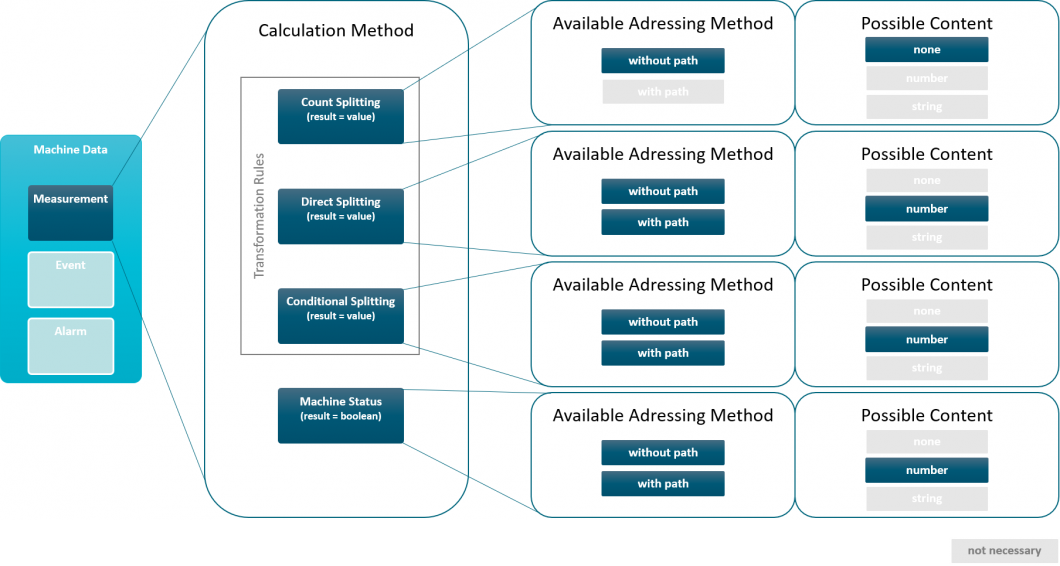 Machine Data
Measurement
Event
Alarm
Calculation Method
Transformation Rules
Count Splitting
(result = value)
Direct Splitting
(result = value)
Conditional Splitting
(result = value)
Machine Status
(result = boolean)
Available Adressing Method
without path
with path
Possible Content
none
number
string
Available Adressing Method
without path
with path
Possible Content
none
number
string
Available Adressing Method
without path
with path
Possible Content
none
number
string
Available Adressing Method
without path
with path
Possible Content
none
number
string
not necessary